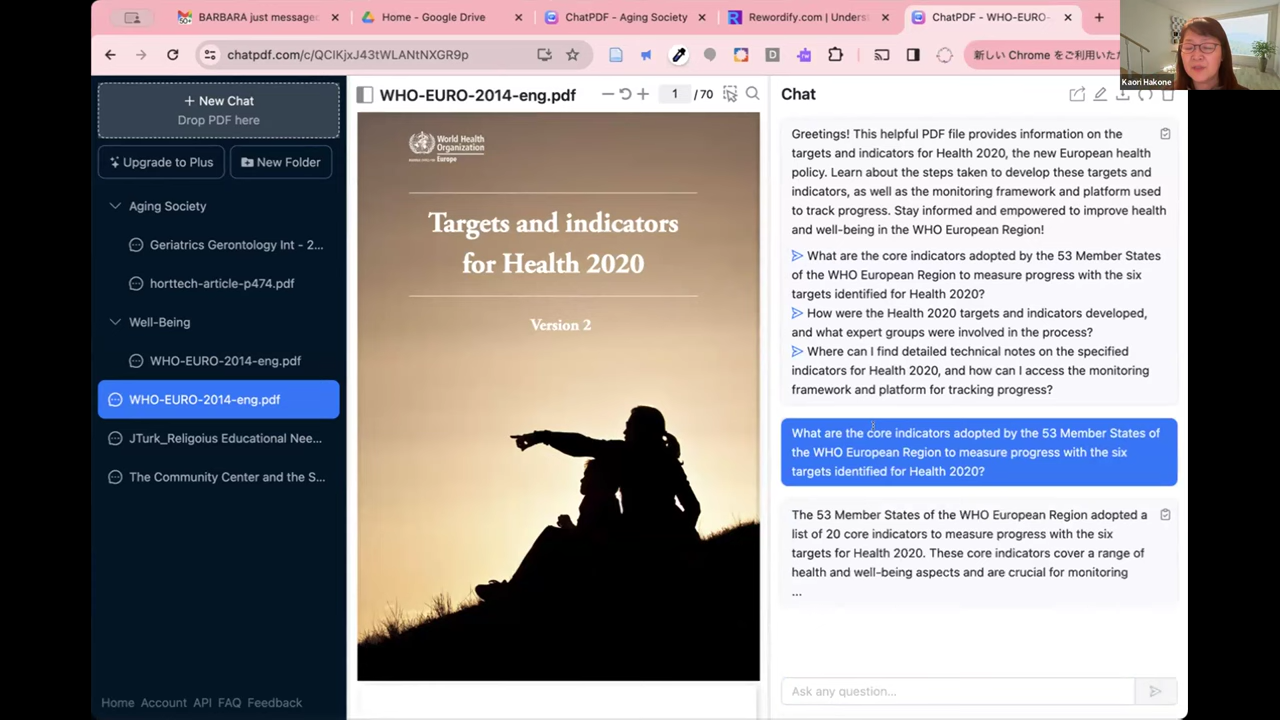 BARBARA just message
Home - Google Drive
ChatPDF - Aging Society
Rewordify.com | Unders
ChatPDF - WHO-EURO-
chatpdf.com/c/QCIKjxJ43tWLANtNXGR9p
新しい Chrome をご利用いた
Kaori Hakone
+ New Chat
Drop PDF here
Upgrade to Plus
New Folder
Aging Society
Geriatrics Gerontology Int - 2...
horttech-article-p474.pdf
Well-Being
WHO-EURO-2014-eng.pdf
WHO-EURO-2014-eng.pdf
JTurk_Religoius Educational Nee...
The Community Center and the S...
Home Account API FAQ Feedback
WHO-EURO-2014-eng.pdf
1 / 70
World Health
Organization
Europe
Targets and indicators
for Health 2020
Version 2
Chat
Greetings! This helpful PDF file provides information on the
targets and indicators for Health 2020, the new European health
policy. Learn about the steps taken to develop these targets and
indicators, as well as the monitoring framework and platform used
to track progress. Stay informed and empowered to improve health
and well-being in the WHO European Region!
What are the core indicators adopted by the 53 Member States
of the WHO European Region to measure progress with the six
targets identified for Health 2020?
How were the Health 2020 targets and indicators developed,
and what expert groups were involved in the process?
Where can I find detailed technical notes on the specified
indicators for Health 2020, and how can I access the monitoring
framework and platform for tracking progress?
What are the core indicators adopted by the 53 Member States of
the WHO European Region to measure progress with the six
targets identified for Health 2020?
The 53 Member States of the WHO European Region adopted a
list of 20 core indicators to measure progress with the six
targets for Health 2020. These core indicators cover a range of
health and well-being aspects and are crucial for monitoring
...
Ask any question...